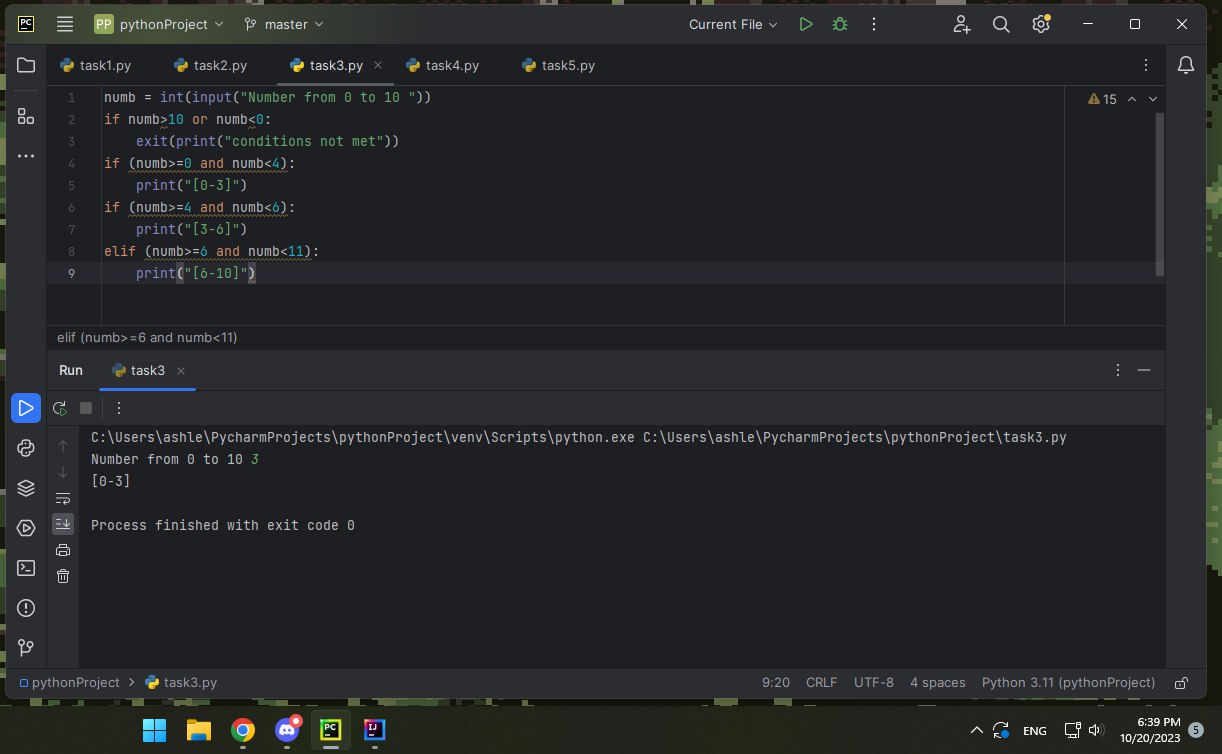 PC PP pythonProject master Current File
task1.py task2.py task3.py task4.py task5.py
1 numb = int(input("Number from 0 to 10 "))
2 if numb>10 or numb<0:
3 exit(print("conditions not met"))
4 if (numb>=0 and numb<4):
5 print("[0-3]")
6 if (numb>=4 and numb<6):
7 print("[3-6]")
8 elif (numb>=6 and numb<11):
9 print("[6-10]")
15
elif (numb>=6 and numb<11)
Run task3
C:\Users\ashle\PycharmProjects\pythonProject\venv\Scripts\python.exe C:\Users\ashle\PycharmProjects\pythonProject\task3.py
Number from 0 to 10 3
[0-3]
Process finished with exit code 0
pythonProject > task3.py 9:20 CRLF UTF-8 4 spaces Python 3.11 (pythonProject)
PC IJ ENG 6:39 PM 5
10/20/2023